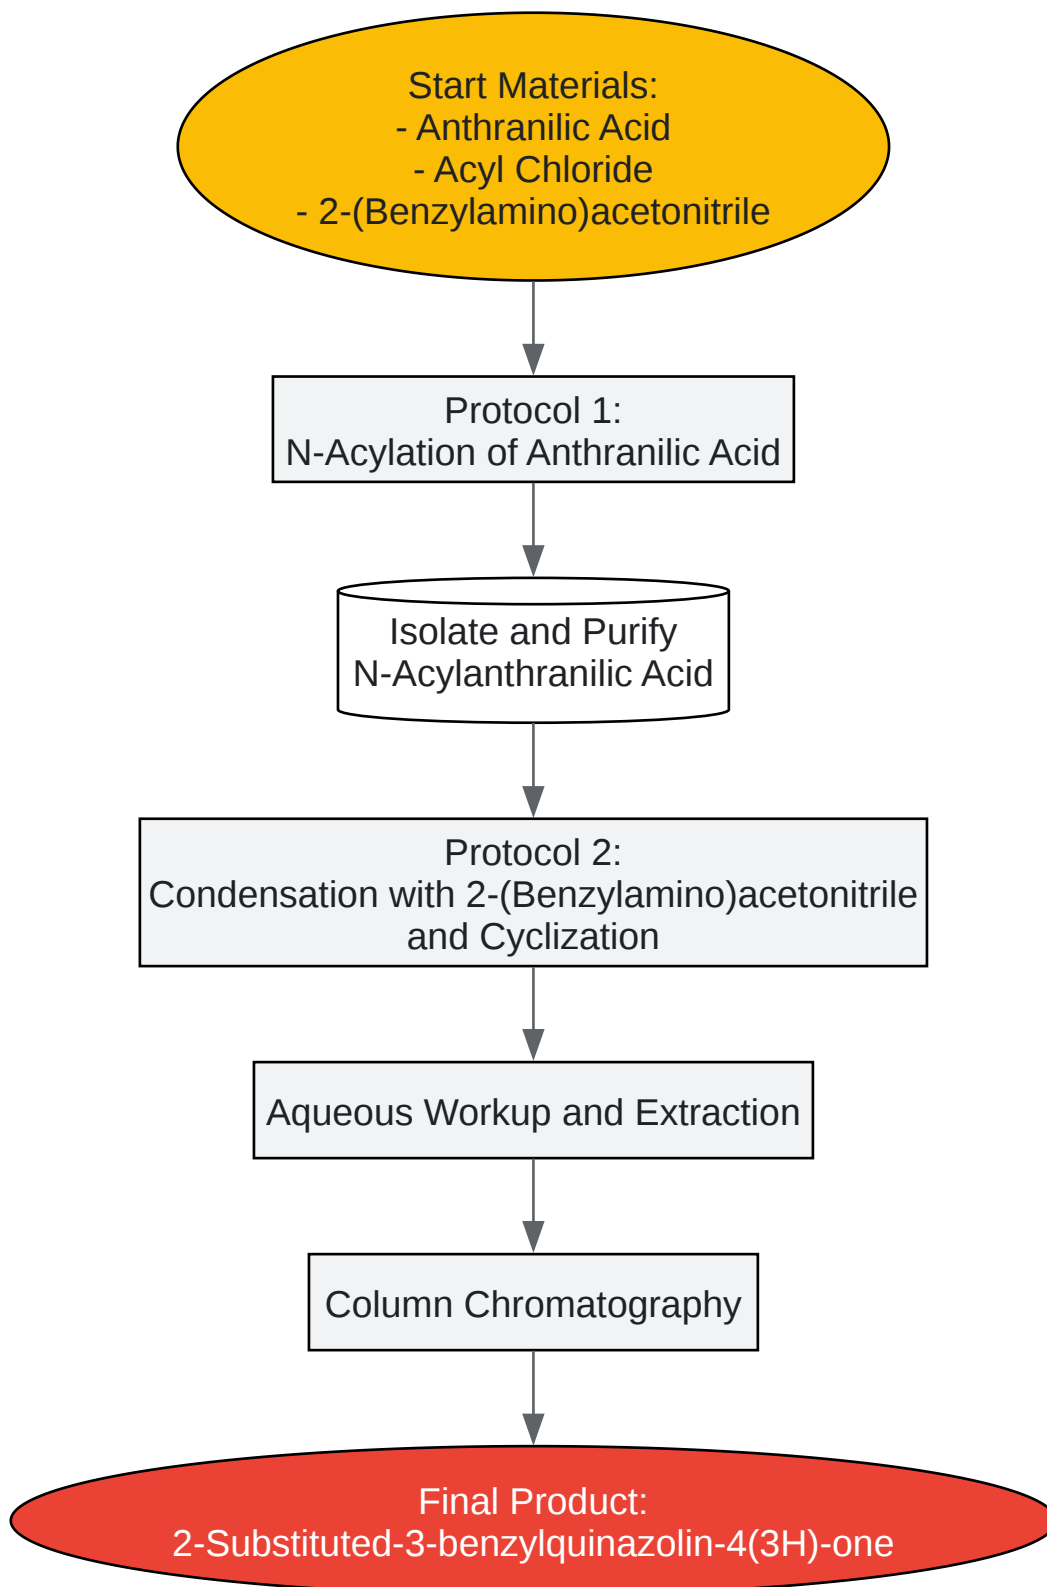 Start Materials:
- Anthranilic Acid
- Acyl Chloride
- 2-(Benzylamino)acetonitrile
Protocol 1:
N-Acylation of Anthranilic Acid
Isolate and Purify
N-Acylanthranilic Acid
Protocol 2:
Condensation with 2-(Benzylamino)acetonitrile
and Cyclization
Aqueous Workup and Extraction
Column Chromatography
Final Product:
2-Substituted-3-benzylquinazolin-4(3H)-one